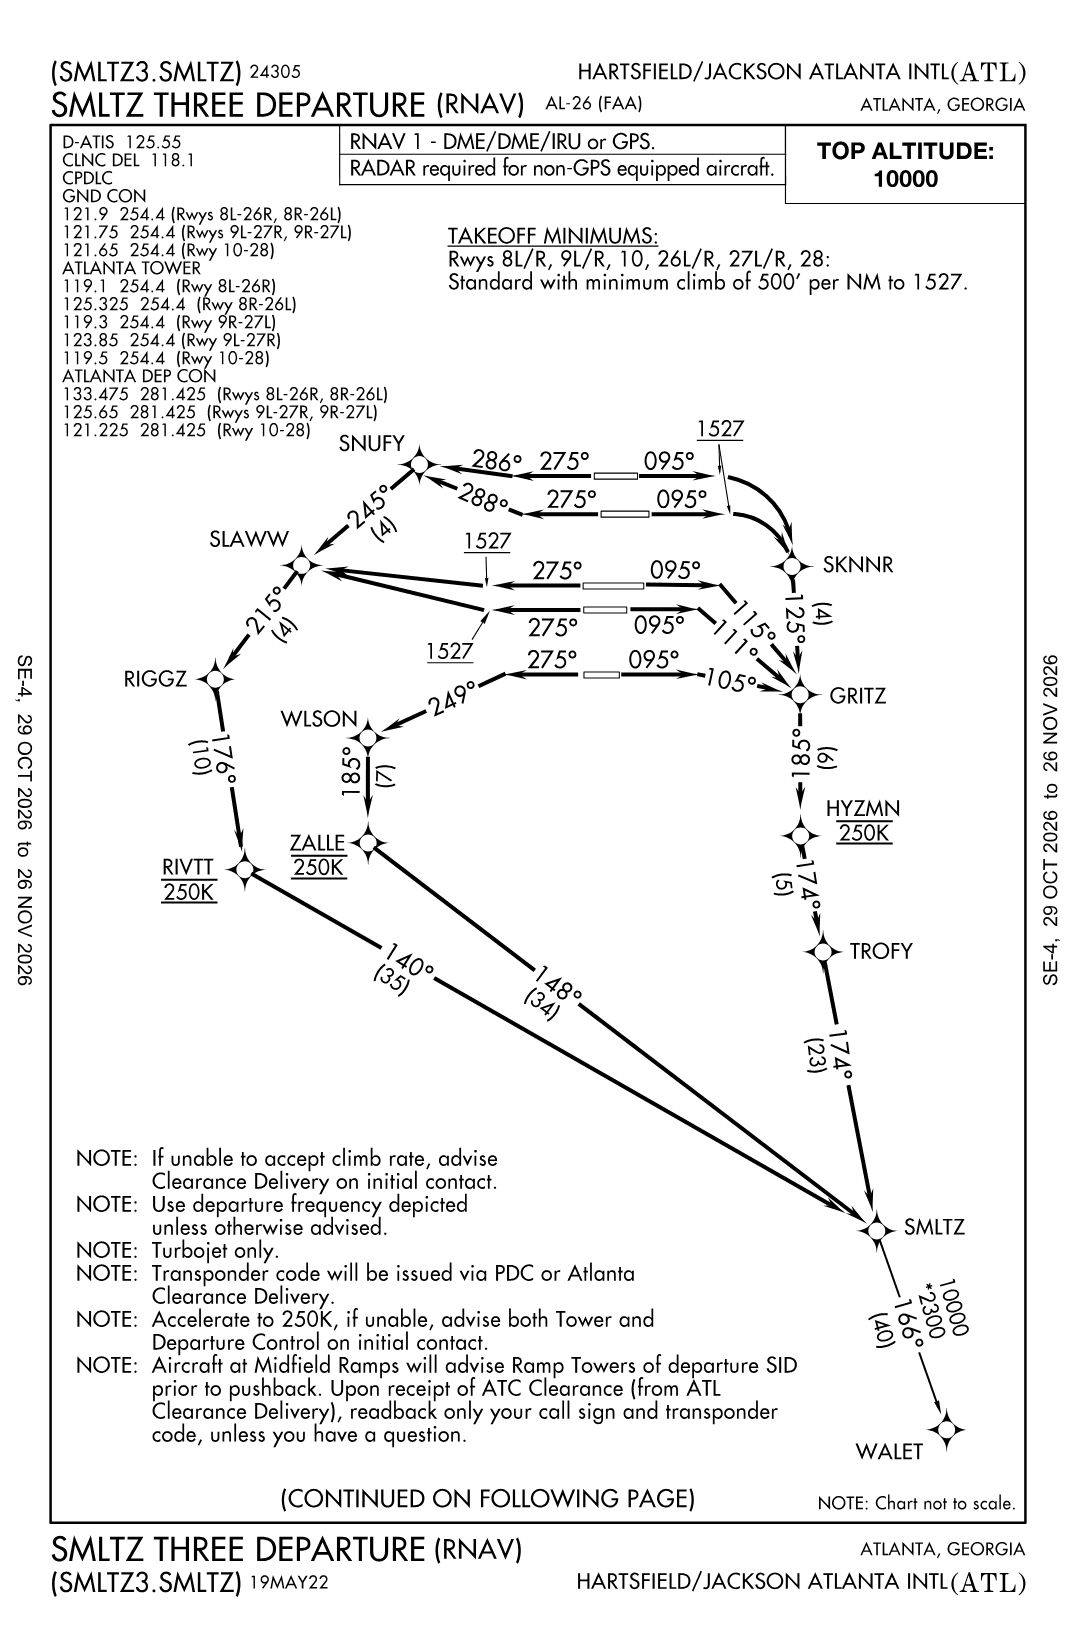 (SMLTZ3.SMLTZ) 24305
HARTSFIELD/JACKSON ATLANTA INTL(ATL)
SMLTZ THREE DEPARTURE (RNAV) AL-26 (FAA)
ATLANTA, GEORGIA
D-ATIS 125.55
CLNC DEL 118.1
CPDLC
GND CON
121.9 254.4 (Rwys 8L-26R, 8R-26L)
121.75 254.4 (Rwys 9L-27R, 9R-27L)
121.65 254.4 (Rwy 10-28)
ATLANTA TOWER
119.1 254.4 (Rwy 8L-26R)
125.325 254.4 (Rwy 8R-26L)
119.3 254.4 (Rwy 9R-27L)
123.85 254.4 (Rwy 9L-27R)
119.5 254.4 (Rwy 10-28)
ATLANTA DEP CON
133.475 281.425 (Rwys 8L-26R, 8R-26L)
125.65 281.425 (Rwys 9L-27R, 9R-27L)
121.225 281.425 (Rwy 10-28)
RNAV 1 - DME/DME/IRU or GPS.
RADAR required for non-GPS equipped aircraft.
TOP ALTITUDE:
10000
TAKEOFF MINIMUMS:
Rwys 8L/R, 9L/R, 10, 26L/R, 27L/R, 28:
Standard with minimum climb of 500’ per NM to 1527.
1527
SNUFY
286° 275° 095°
288° 275° 095°
245°
(4)
SLAWW
1527
275° 095°
SKNNR
125°
(4)
215°
(4)
115°
111°
275° 095°
1527
275° 095°
105°
RIGGZ
249°
GRITZ
WLSON
176°
(10)
185°
(7)
185°
(6)
HYZMN
250K
ZALLE
250K
RIVTT
250K
174°
(5)
TROFY
140°
(35)
148°
(34)
174°
(23)
SMLTZ
10000
*2300
166°
(40)
WALET
NOTE: If unable to accept climb rate, advise
Clearance Delivery on initial contact.
NOTE: Use departure frequency depicted
unless otherwise advised.
NOTE: Turbojet only.
NOTE: Transponder code will be issued via PDC or Atlanta
Clearance Delivery.
NOTE: Accelerate to 250K, if unable, advise both Tower and
Departure Control on initial contact.
NOTE: Aircraft at Midfield Ramps will advise Ramp Towers of departure SID
prior to pushback. Upon receipt of ATC Clearance (from ATL
Clearance Delivery), readback only your call sign and transponder
code, unless you have a question.
(CONTINUED ON FOLLOWING PAGE)
NOTE: Chart not to scale.
SE-4, 29 OCT 2026 to 26 NOV 2026
SE-4, 29 OCT 2026 to 26 NOV 2026
SMLTZ THREE DEPARTURE (RNAV)
ATLANTA, GEORGIA
(SMLTZ3.SMLTZ) 19MAY22
HARTSFIELD/JACKSON ATLANTA INTL(ATL)